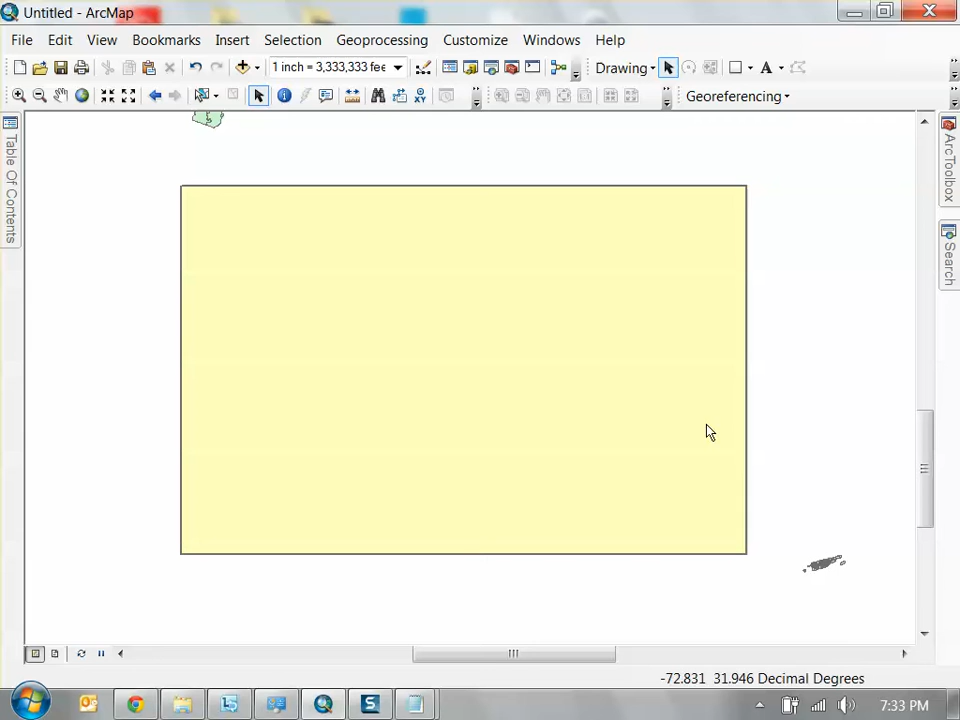 Untitled - ArcMap
File Edit View Bookmarks Insert Selection Geoprocessing Customize Windows Help
1 inch = 3,333,333 fee
Drawing
Georeferencing
Table Of Contents
ArcToolbox
Search
-72.831 31.946 Decimal Degrees
7:33 PM